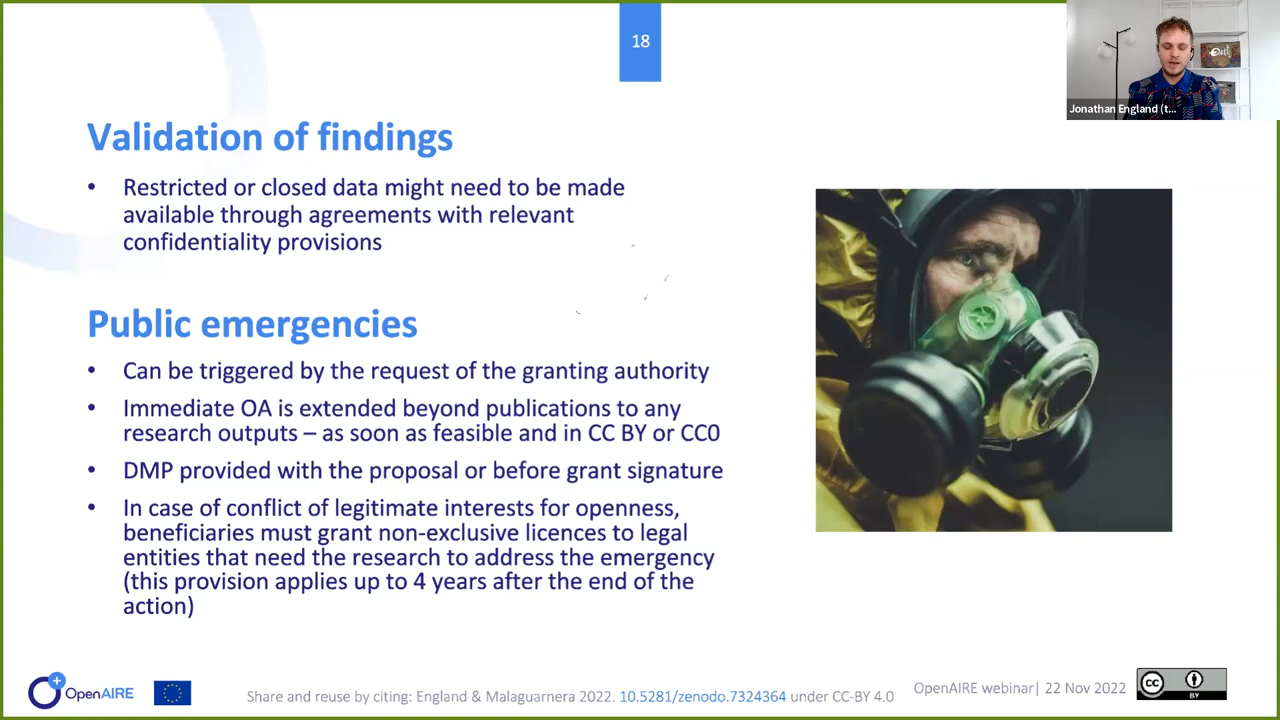 18
Jonathan England (t...
Validation of findings
• Restricted or closed data might need to be made
available through agreements with relevant
confidentiality provisions
Public emergencies
• Can be triggered by the request of the granting authority
• Immediate OA is extended beyond publications to any
research outputs – as soon as feasible and in CC BY or CC0
• DMP provided with the proposal or before grant signature
• In case of conflict of legitimate interests for openness,
beneficiaries must grant non-exclusive licences to legal
entities that need the research to address the emergency
(this provision applies up to 4 years after the end of the
action)
OpenAIRE
Share and reuse by citing: England & Malaguarnera 2022. 10.5281/zenodo.7324364 under CC-BY 4.0
OpenAIRE webinar| 22 Nov 2022
CC BY